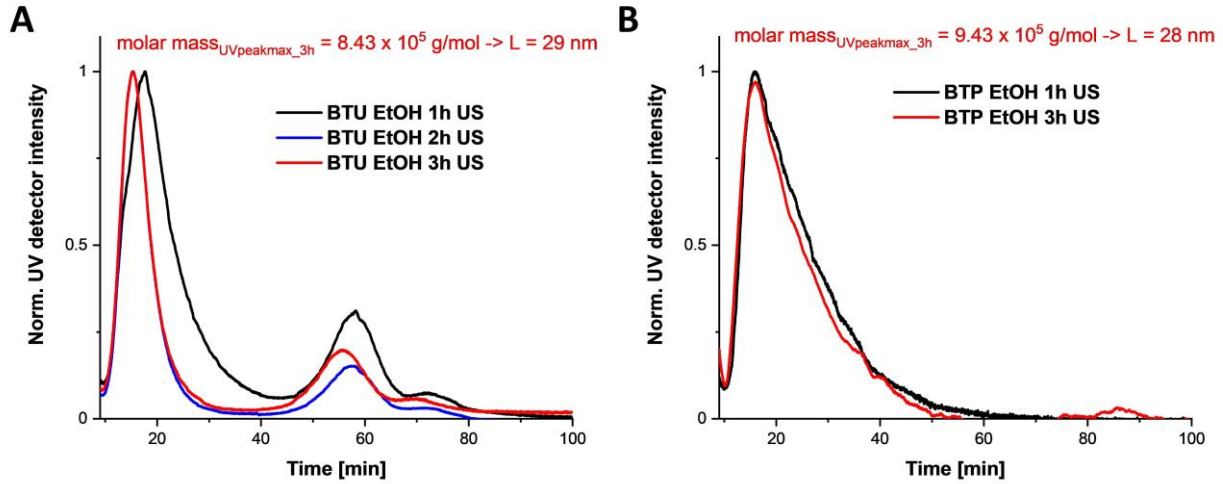 A
molar mass_UVpeakmax_3h = 8.43 x 10^5 g/mol -> L = 29 nm
BTU EtOH 1h US
BTU EtOH 2h US
BTU EtOH 3h US
Norm. UV detector intensity
1
0.5
0
20
40
60
80
100
Time [min]
B
molar mass_UVpeakmax_3h = 9.43 x 10^5 g/mol -> L = 28 nm
BTP EtOH 1h US
BTP EtOH 3h US
Norm. UV detector intensity
1
0.5
0
20
40
60
80
100
Time [min]